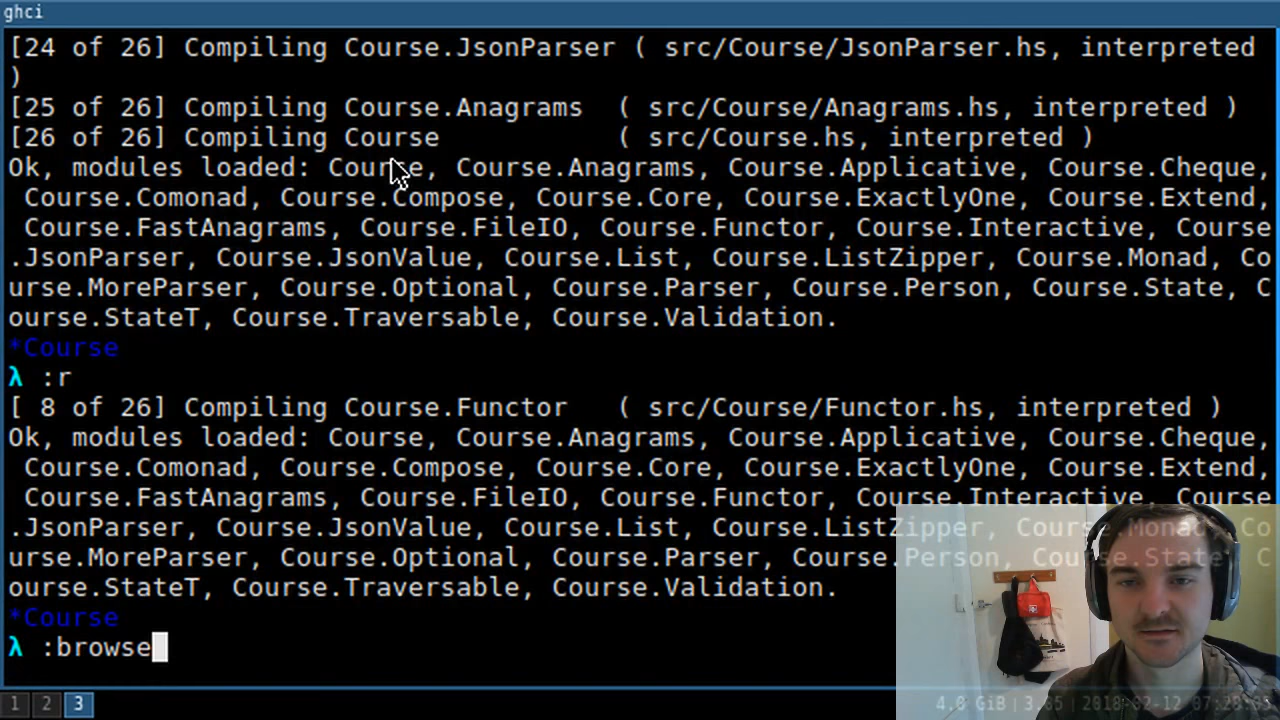 ghci
[24 of 26] Compiling Course.JsonParser ( src/Course/JsonParser.hs, interpreted
)
[25 of 26] Compiling Course.Anagrams  ( src/Course/Anagrams.hs, interpreted )
[26 of 26] Compiling Course           ( src/Course.hs, interpreted )
Ok, modules loaded: Course, Course.Anagrams, Course.Applicative, Course.Cheque,
 Course.Comonad, Course.Compose, Course.Core, Course.ExactlyOne, Course.Extend,
 Course.FastAnagrams, Course.FileIO, Course.Functor, Course.Interactive, Course
.JsonParser, Course.JsonValue, Course.List, Course.ListZipper, Course.Monad, Co
urse.MoreParser, Course.Optional, Course.Parser, Course.Person, Course.State, C
ourse.StateT, Course.Traversable, Course.Validation.
*Course
λ :r
[ 8 of 26] Compiling Course.Functor   ( src/Course/Functor.hs, interpreted )
Ok, modules loaded: Course, Course.Anagrams, Course.Applicative, Course.Cheque,
 Course.Comonad, Course.Compose, Course.Core, Course.ExactlyOne, Course.Extend,
 Course.FastAnagrams, Course.FileIO, Course.Functor, Course.Interactive, Course
.JsonParser, Course.JsonValue, Course.List, Course.ListZipper, Course.Monad, Co
urse.MoreParser, Course.Optional, Course.Parser, Course.Person, Course.State, C
ourse.StateT, Course.Traversable, Course.Validation.
*Course
λ :browse
1 2 3
4.0 GiB | 3.85 | 2018-02-12